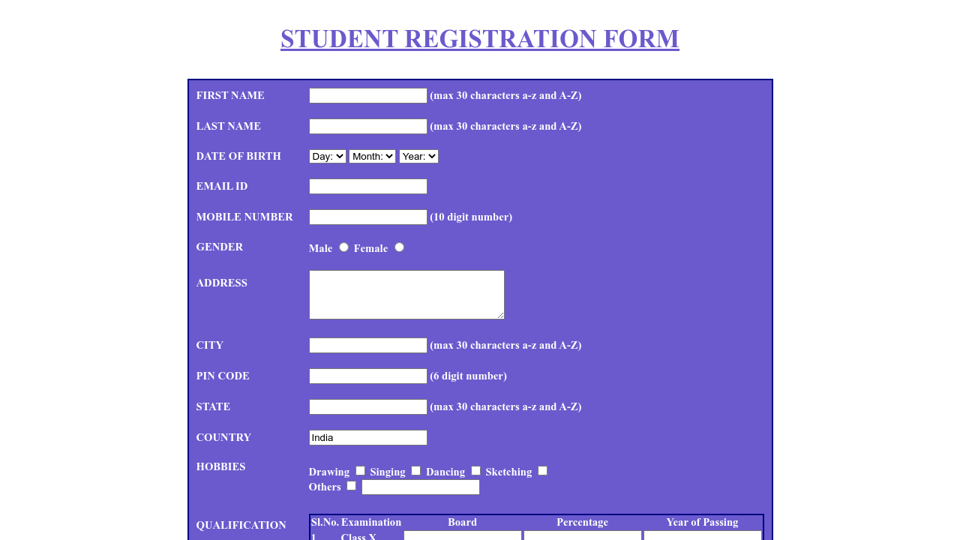 STUDENT REGISTRATION FORM
FIRST NAME (max 30 characters a-z and A-Z)
LAST NAME (max 30 characters a-z and A-Z)
DATE OF BIRTH Day: Month: Year:
EMAIL ID
MOBILE NUMBER (10 digit number)
GENDER Male Female
ADDRESS
CITY (max 30 characters a-z and A-Z)
PIN CODE (6 digit number)
STATE (max 30 characters a-z and A-Z)
COUNTRY India
HOBBIES Drawing Singing Dancing Sketching
Others
QUALIFICATION Sl.No. Examination Board Percentage Year of Passing
1 Class X